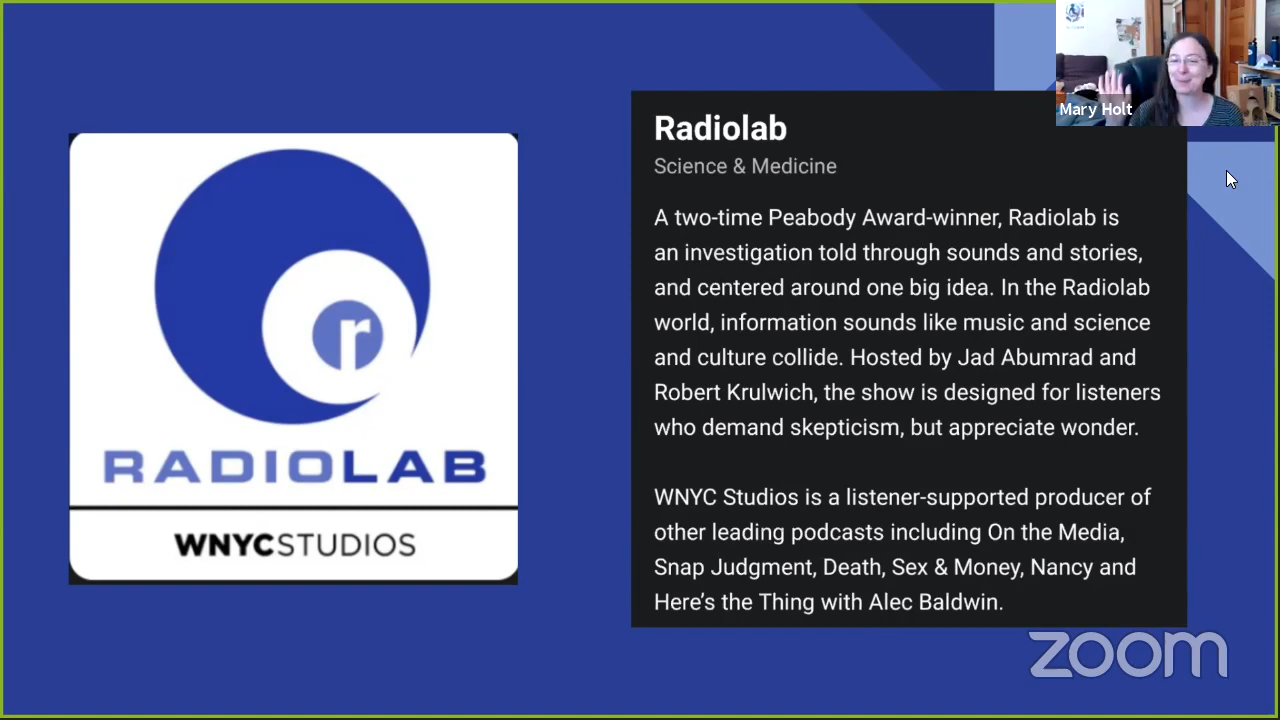 Mary Holt
r
RADIOLAB
WNYCSTUDIOS
Radiolab
Science & Medicine
A two-time Peabody Award-winner, Radiolab is
an investigation told through sounds and stories,
and centered around one big idea. In the Radiolab
world, information sounds like music and science
and culture collide. Hosted by Jad Abumrad and
Robert Krulwich, the show is designed for listeners
who demand skepticism, but appreciate wonder.
WNYC Studios is a listener-supported producer of
other leading podcasts including On the Media,
Snap Judgment, Death, Sex & Money, Nancy and
Here’s the Thing with Alec Baldwin.
zoom